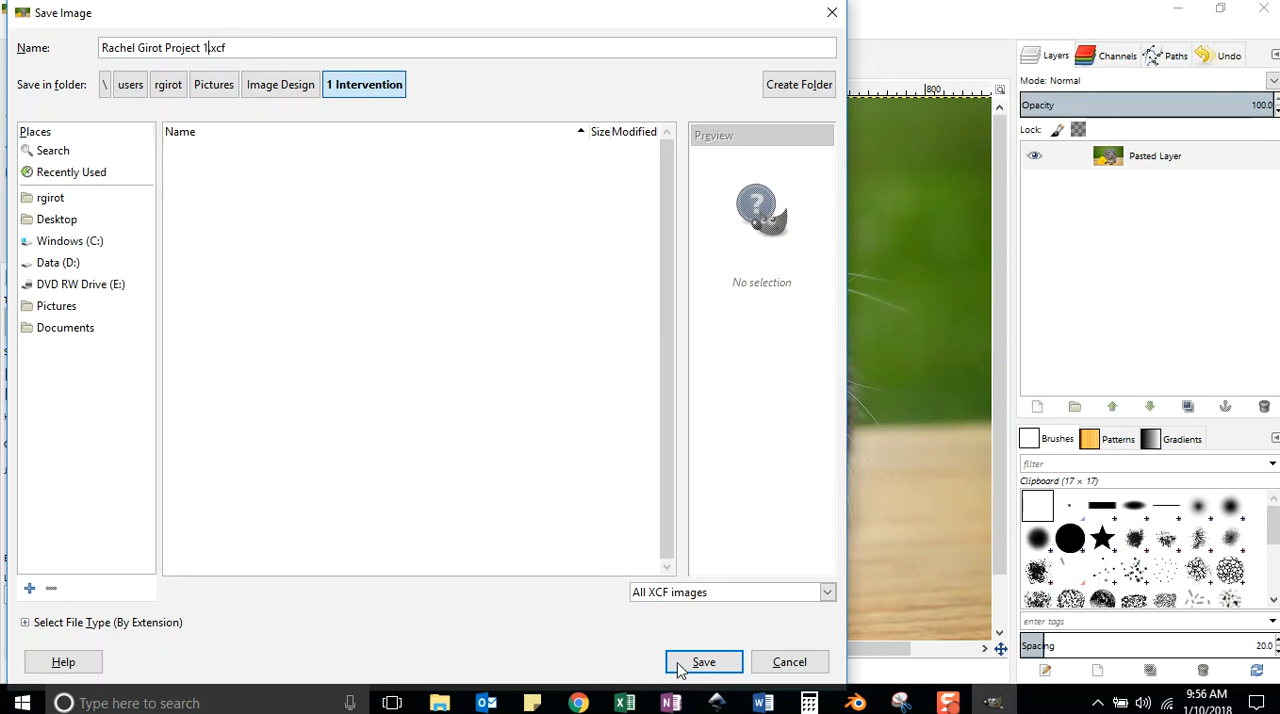 Save Image
Name: Rachel Girot Project 1.xcf
Save in folder: \ users rgirot Pictures Image Design 1 Intervention Create Folder
Places
Search
Recently Used
rgirot
Desktop
Windows (C:)
Data (D:)
DVD RW Drive (E:)
Pictures
Documents
Name Size Modified
Preview
?
No selection
All XCF images
Select File Type (By Extension)
Help Save Cancel
800
Layers Channels Paths Undo
Mode: Normal
Opacity 100.0
Lock:
Pasted Layer
Brushes Patterns Gradients
filter
Clipboard (17 × 17)
enter tags
Spacing 20.0
Type here to search
9:56 AM
1/10/2018